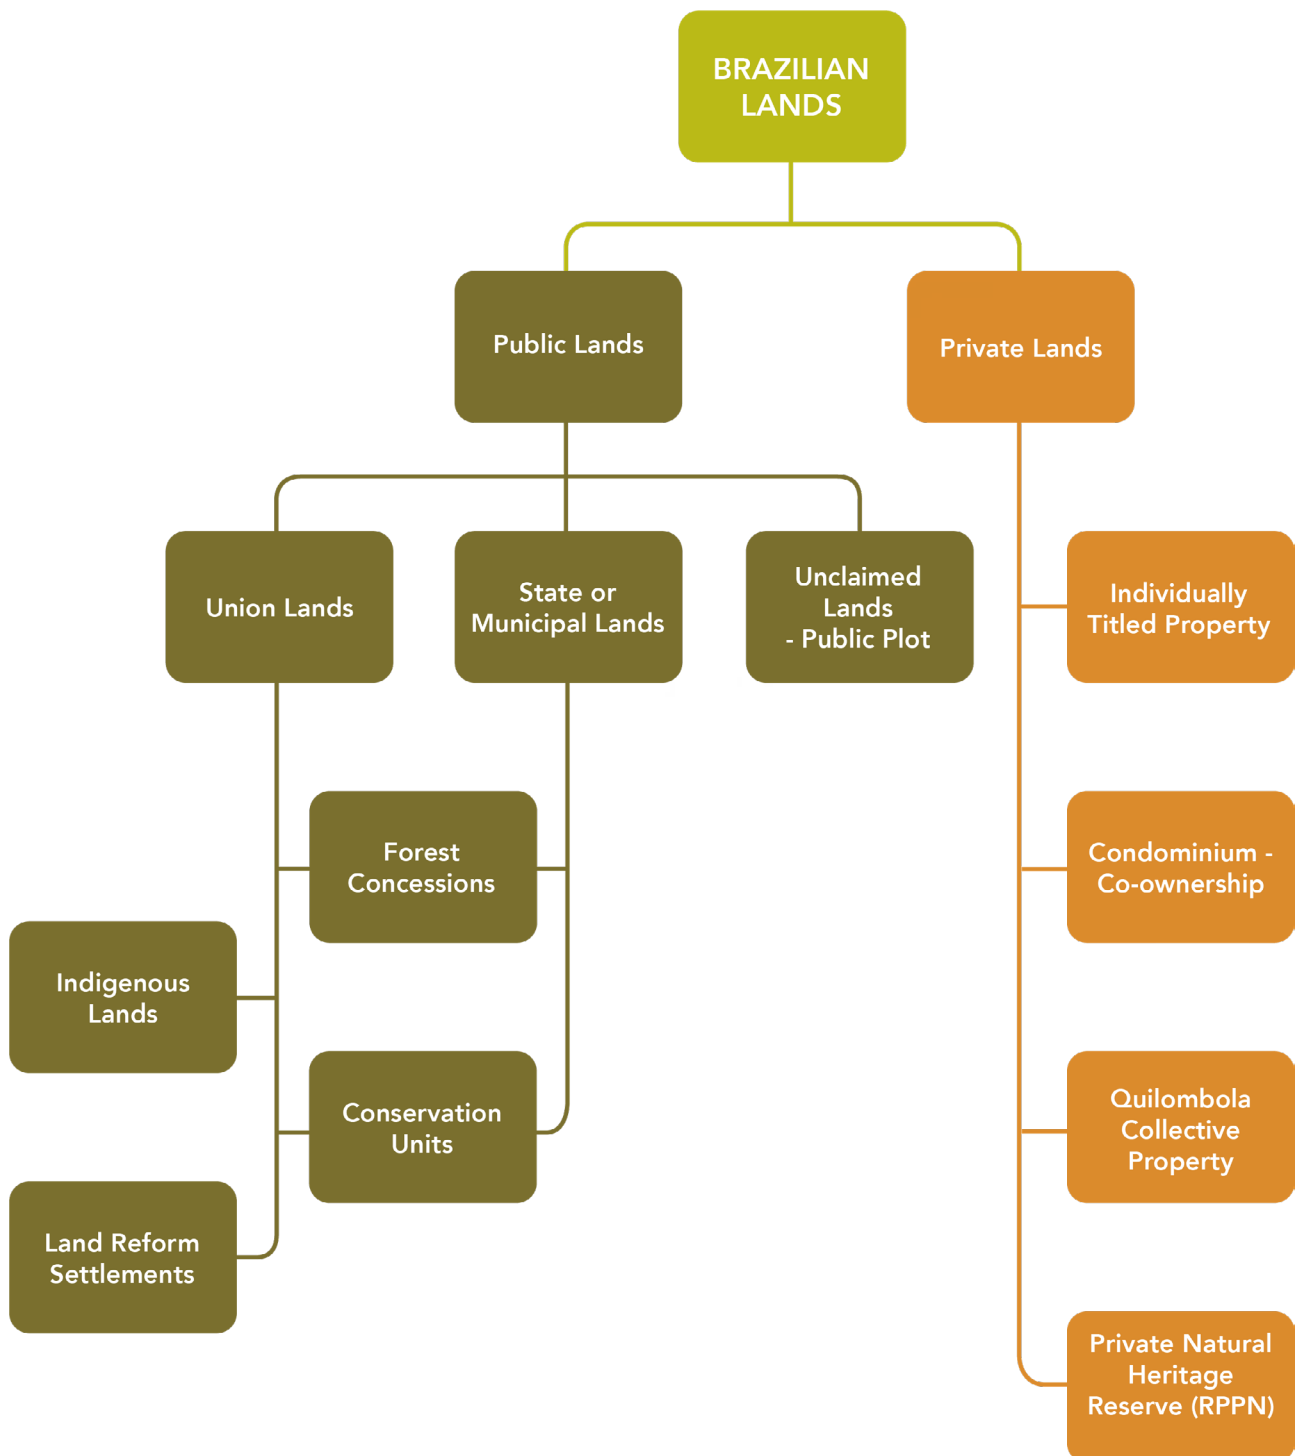 BRAZILIAN
LANDS
Public Lands
Private Lands
Union Lands
State or
Municipal Lands
Unclaimed
Lands
- Public Plot
Individually
Titled Property
Forest
Concessions
Condominium -
Co-ownership
Indigenous
Lands
Conservation
Units
Quilombola
Collective
Property
Land Reform
Settlements
Private Natural
Heritage
Reserve (RPPN)